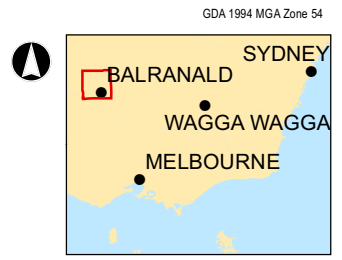 GDA 1994 MGA Zone 54
SYDNEY
BALRANALD
WAGGA WAGGA
MELBOURNE